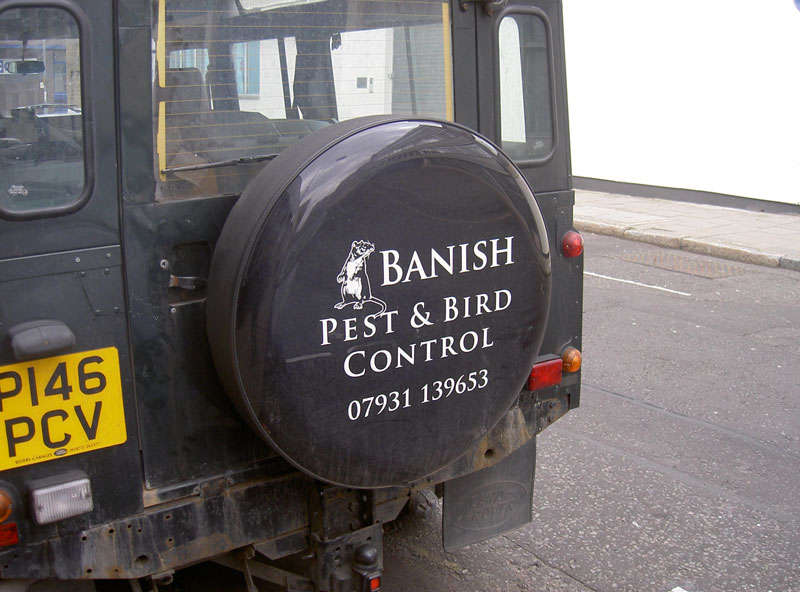 BANISH
PEST & BIRD
CONTROL
07931 139653
P146
PCV